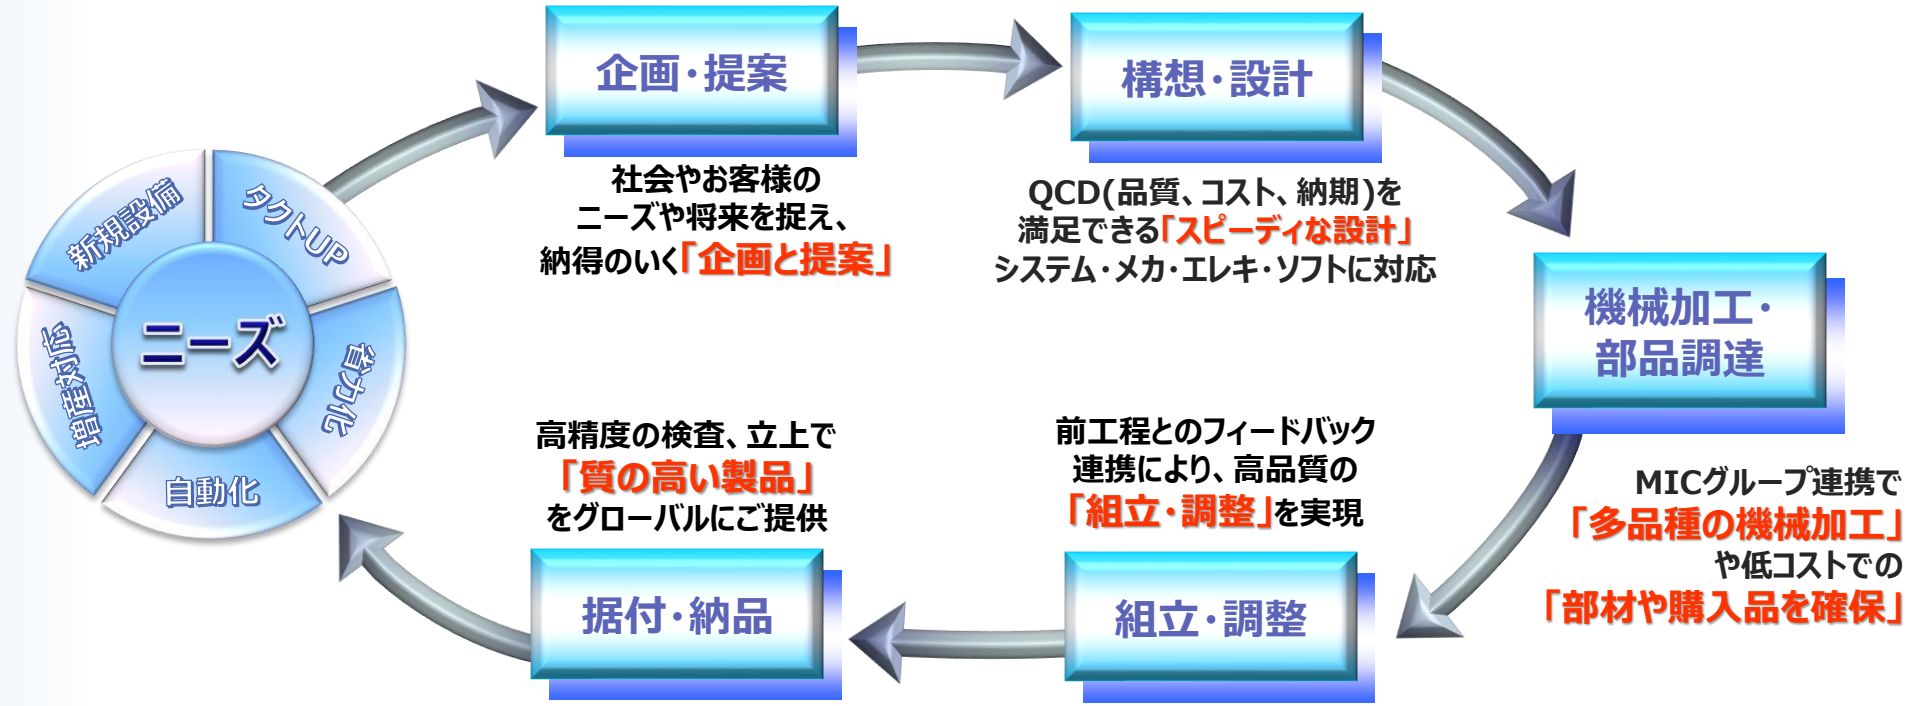 企画・提案
構想・設計
社会やお客様の
ニーズや将来を捉え、
納得のいく「企画と提案」
QCD(品質、コスト、納期)を
満足できる「スピーディな設計」
システム・メカ・エレキ・ソフトに対応
新規設備
タクトUP
省力化
自動化
増産対応
ニーズ
機械加工・
部品調達
MICグループ連携で
「多品種の機械加工」
や低コストでの
「部材や購入品を確保」
前工程とのフィードバック
連携により、高品質の
「組立・調整」を実現
組立・調整
高精度の検査、立上で
「質の高い製品」
をグローバルにご提供
据付・納品